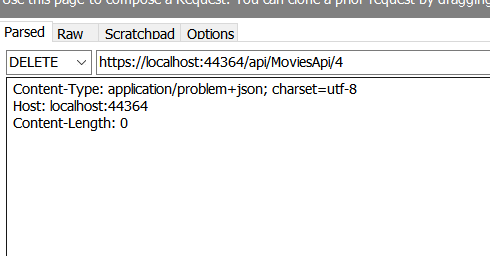 Use this page to compose a Request. You can clone a prior request by dragging
Parsed Raw Scratchpad Options
DELETE https://localhost:44364/api/MoviesApi/4
Content-Type: application/problem+json; charset=utf-8
Host: localhost:44364
Content-Length: 0